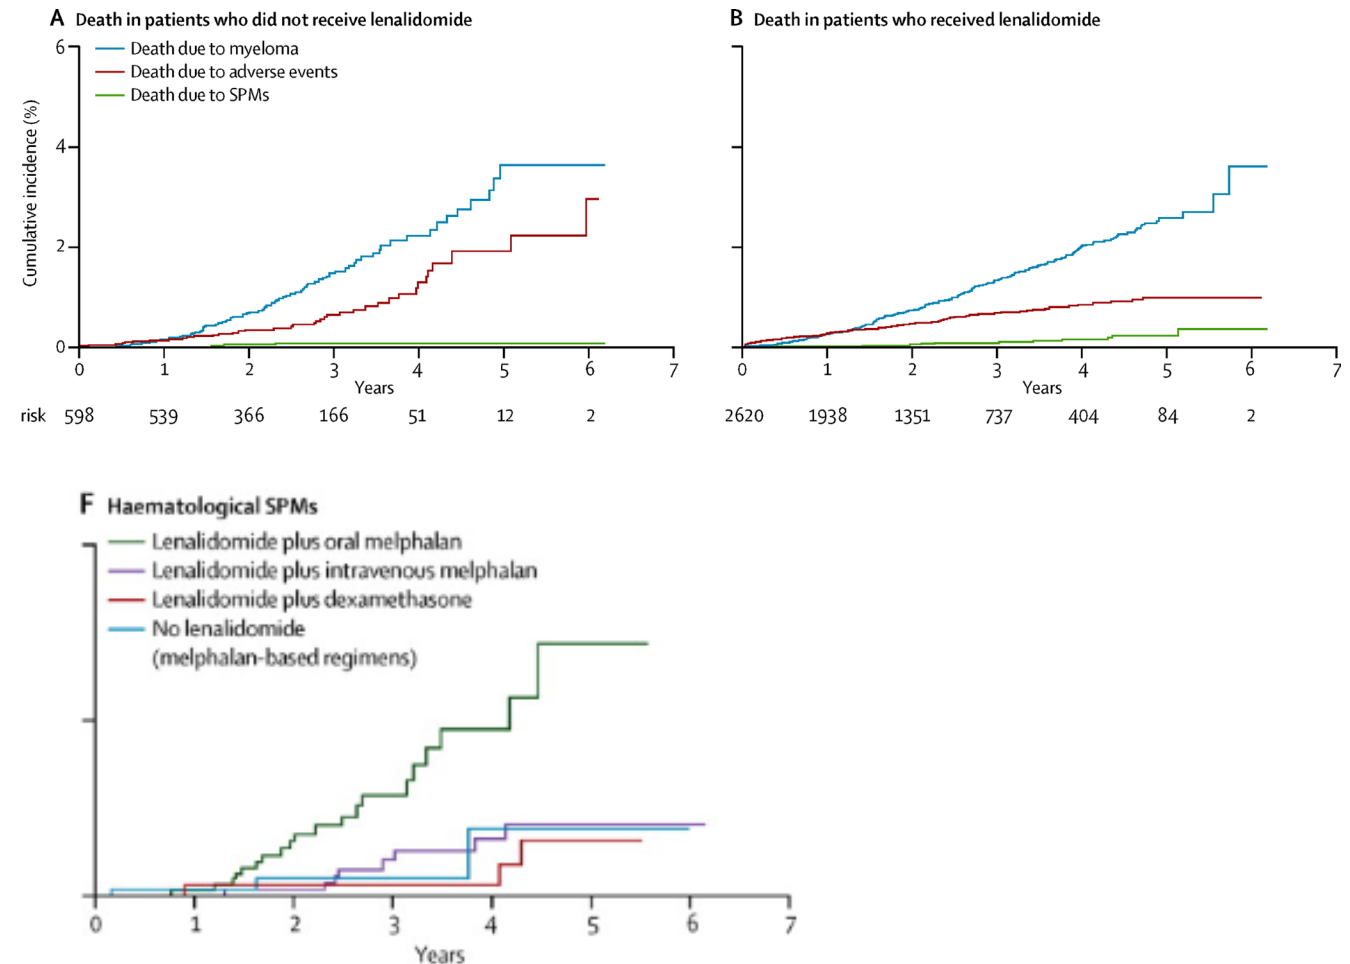 A Death in patients who did not receive lenalidomide
Death due to myeloma
Death due to adverse events
Death due to SPMs
Cumulative incidence (%)
6
4
2
0
0 1 2 3 4 5 6 7
Years
risk 598 539 366 166 51 12 2
B Death in patients who received lenalidomide
0 1 2 3 4 5 6 7
Years
2620 1938 1351 737 404 84 2
F Haematological SPMs
Lenalidomide plus oral melphalan
Lenalidomide plus intravenous melphalan
Lenalidomide plus dexamethasone
No lenalidomide
(melphalan-based regimens)
0 1 2 3 4 5 6 7
Years